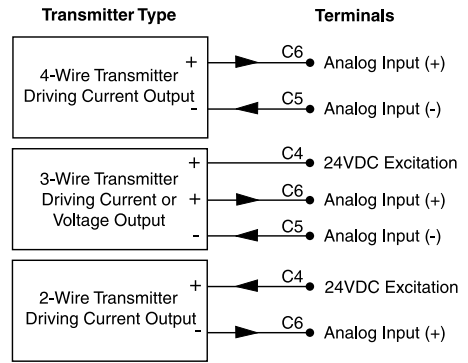 Transmitter Type Terminals
4-Wire Transmitter
Driving Current Output
+ C6 Analog Input (+)
- C5 Analog Input (-)
3-Wire Transmitter
Driving Current or
Voltage Output
+ C4 24VDC Excitation
+ C6 Analog Input (+)
- C5 Analog Input (-)
2-Wire Transmitter
Driving Current Output
+ C4 24VDC Excitation
- C6 Analog Input (+)